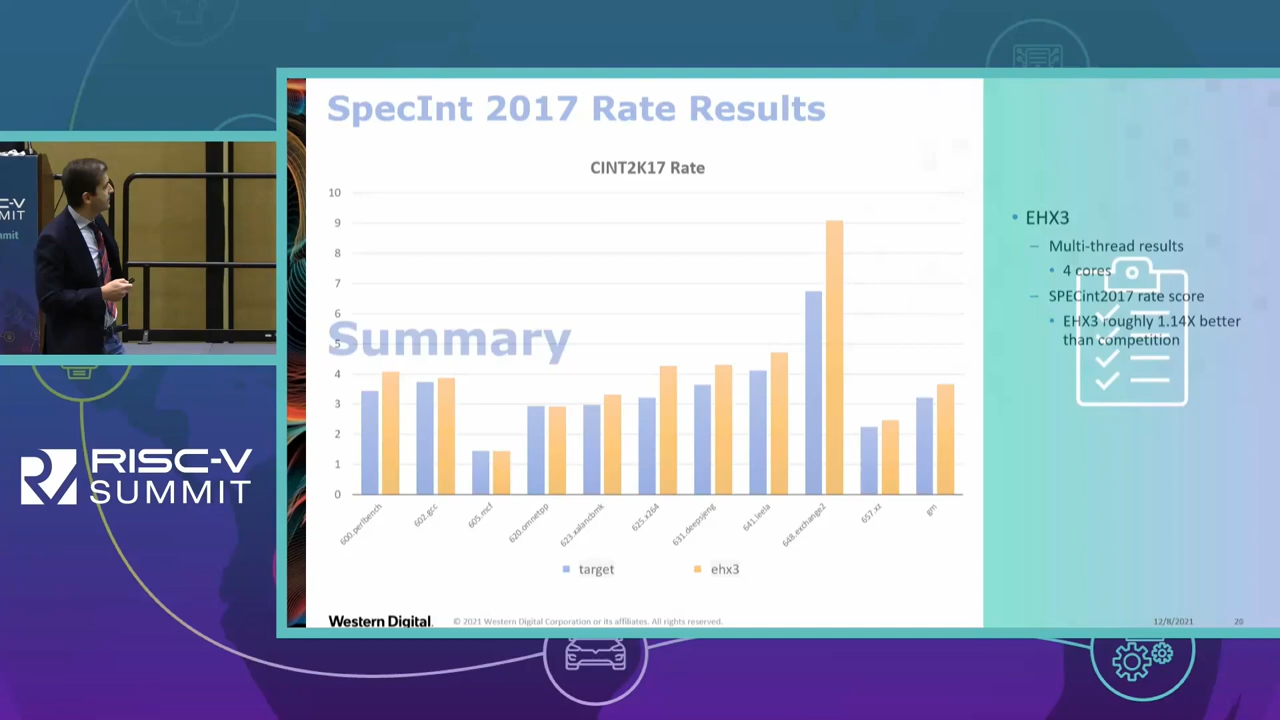 SpecInt 2017 Rate Results
CINT2K17 Rate
10
9
8
7
6
5
4
3
2
1
0
Summary
600.perlbench
602.gcc
605.mcf
620.omnetpp
623.xalancbmk
625.x264
631.deepsjeng
641.leela
648.exchange2
657.xz
gm
target
ehx3
• EHX3
– Multi-thread results
• 4 cores
– SPECint2017 rate score
• EHX3 roughly 1.14X better
than competition
Western Digital.
© 2021 Western Digital Corporation or its affiliates. All rights reserved.
12/8/2021
20
SC-V
MIT
mmit
RISC-V
SUMMIT